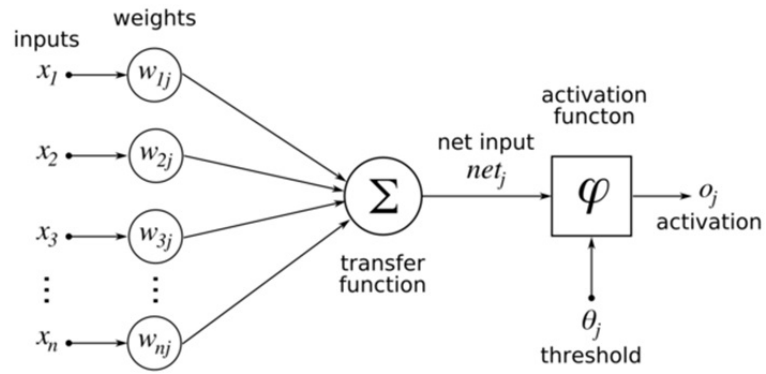 weights
inputs
x₁
w₁ⱼ
x₂
w₂ⱼ
x₃
w₃ⱼ
⋮
⋮
xₙ
wₙⱼ
Σ
transfer
function
net input
netⱼ
activation
functon
φ
oⱼ
activation
θⱼ
threshold